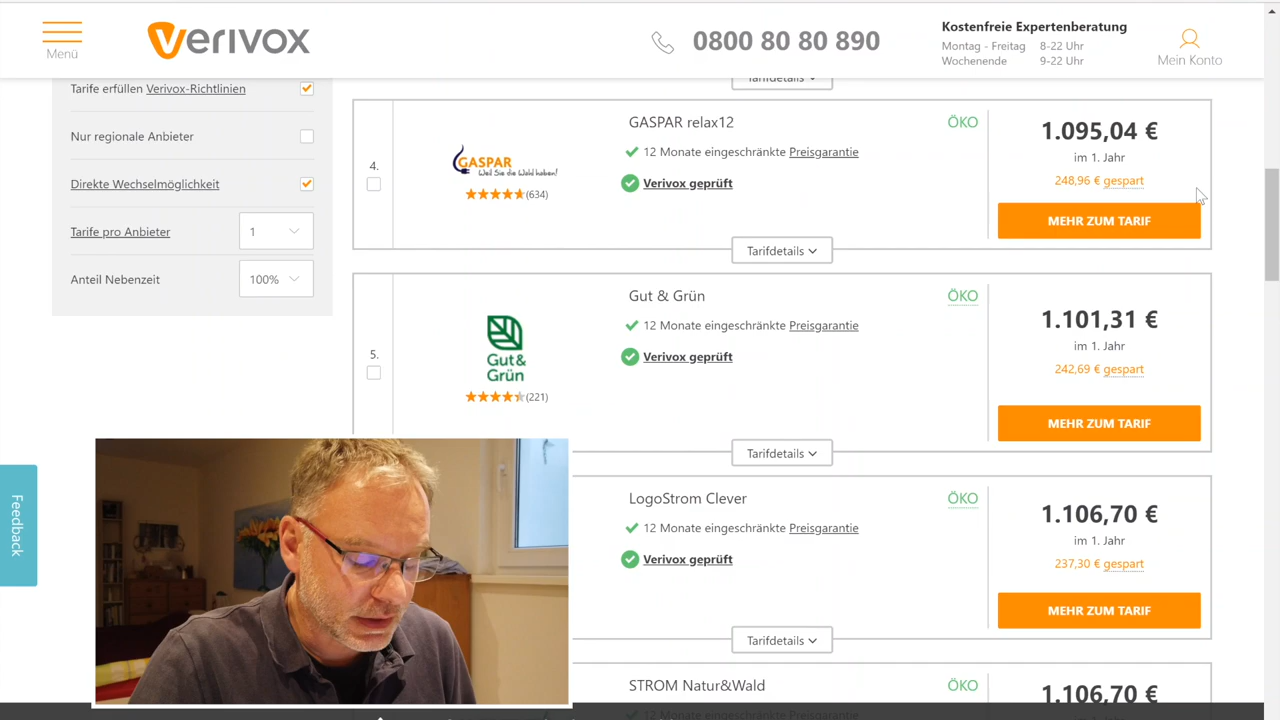 Menü
verivox
0800 80 80 890
Kostenfreie Expertenberatung
Montag - Freitag 8-22 Uhr
Wochenende 9-22 Uhr
Mein Konto
Tarife erfüllen Verivox-Richtlinien
Nur regionale Anbieter
Direkte Wechselmöglichkeit
Tarife pro Anbieter 1
Anteil Nebenzeit 100%
Tarifdetails
4.
GASPAR
Weil Sie die Wahl haben!
(634)
GASPAR relax12
12 Monate eingeschränkte Preisgarantie
Verivox geprüft
ÖKO
1.095,04 €
im 1. Jahr
248,96 € gespart
MEHR ZUM TARIF
Tarifdetails
5.
Gut &
Grün
(221)
Gut & Grün
12 Monate eingeschränkte Preisgarantie
Verivox geprüft
ÖKO
1.101,31 €
im 1. Jahr
242,69 € gespart
MEHR ZUM TARIF
Tarifdetails
LogoStrom Clever
12 Monate eingeschränkte Preisgarantie
Verivox geprüft
ÖKO
1.106,70 €
im 1. Jahr
237,30 € gespart
MEHR ZUM TARIF
Tarifdetails
STROM Natur&Wald
ÖKO
1.106,70 €
12 Monate eingeschränkte Preisgarantie
Feedback